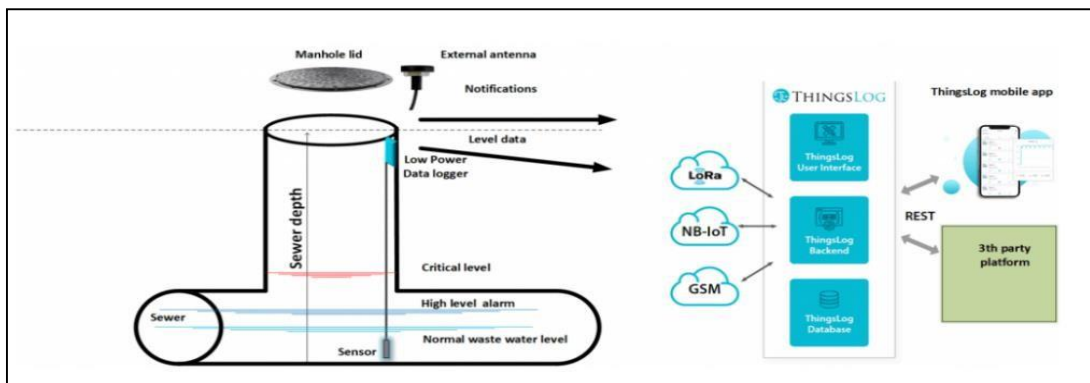 Manhole lid
External antenna
Notifications
Level data
Low Power
Data logger
Sewer depth
Critical level
High level alarm
Sewer
Normal waste water level
Sensor
THINGSLOG
ThingsLog
User Interface
LoRa
NB-IoT
GSM
ThingsLog
Backend
ThingsLog
Database
REST
ThingsLog mobile app
3th party
platform